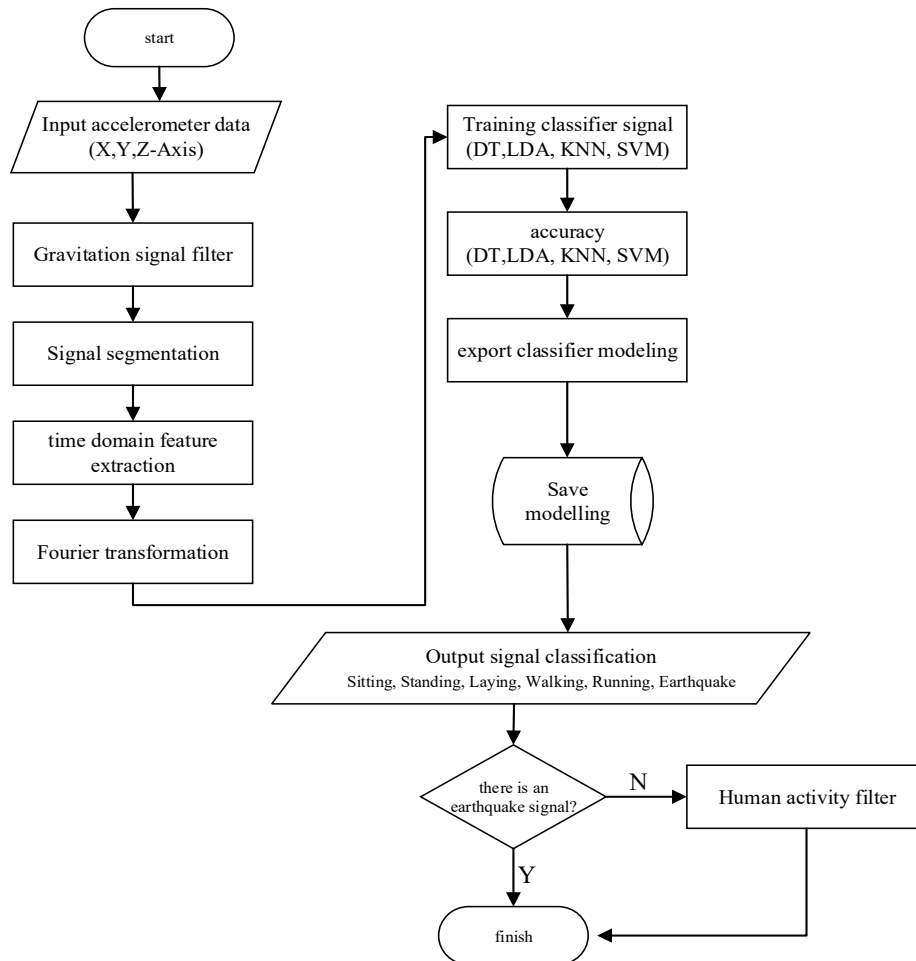 start
Input accelerometer data
(X,Y,Z-Axis)
Gravitation signal filter
Signal segmentation
time domain feature
extraction
Fourier transformation
Training classifier signal
(DT,LDA, KNN, SVM)
accuracy
(DT,LDA, KNN, SVM)
export classifier modeling
Save
modelling
Output signal classification
Sitting, Standing, Laying, Walking, Running, Earthquake
there is an
earthquake signal?
N
Human activity filter
Y
finish